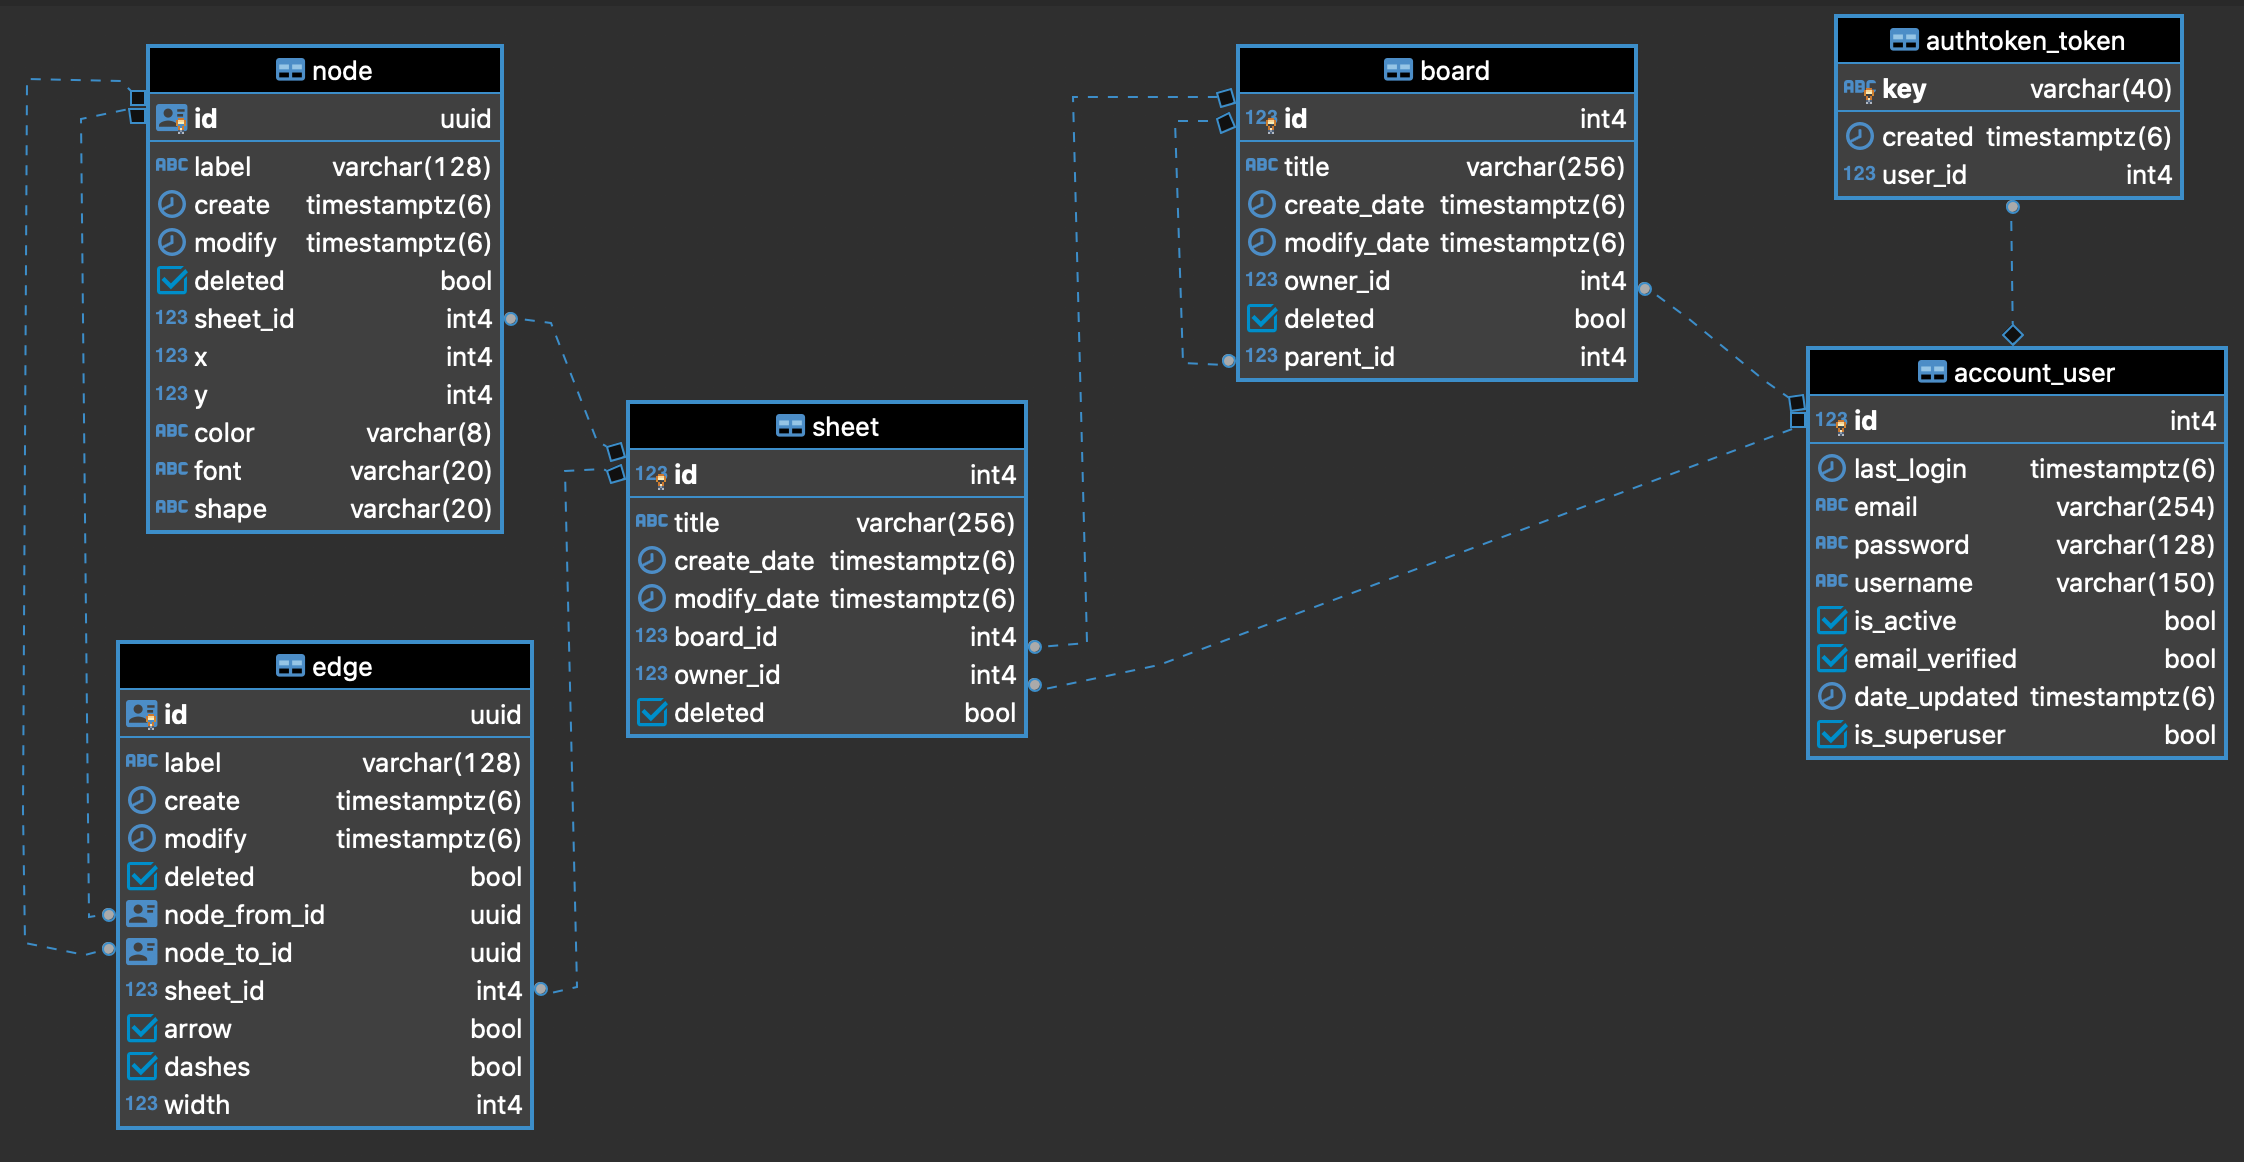 node
id uuid
ABC label varchar(128)
create timestamptz(6)
modify timestamptz(6)
deleted bool
123 sheet_id int4
123 x int4
123 y int4
ABC color varchar(8)
ABC font varchar(20)
ABC shape varchar(20)
edge
id uuid
ABC label varchar(128)
create timestamptz(6)
modify timestamptz(6)
deleted bool
node_from_id uuid
node_to_id uuid
123 sheet_id int4
arrow bool
dashes bool
123 width int4
sheet
123 id int4
ABC title varchar(256)
create_date timestamptz(6)
modify_date timestamptz(6)
123 board_id int4
123 owner_id int4
deleted bool
board
123 id int4
ABC title varchar(256)
create_date timestamptz(6)
modify_date timestamptz(6)
123 owner_id int4
deleted bool
123 parent_id int4
authtoken_token
ABC key varchar(40)
created timestamptz(6)
123 user_id int4
account_user
123 id int4
last_login timestamptz(6)
ABC email varchar(254)
ABC password varchar(128)
ABC username varchar(150)
is_active bool
email_verified bool
date_updated timestamptz(6)
is_superuser bool